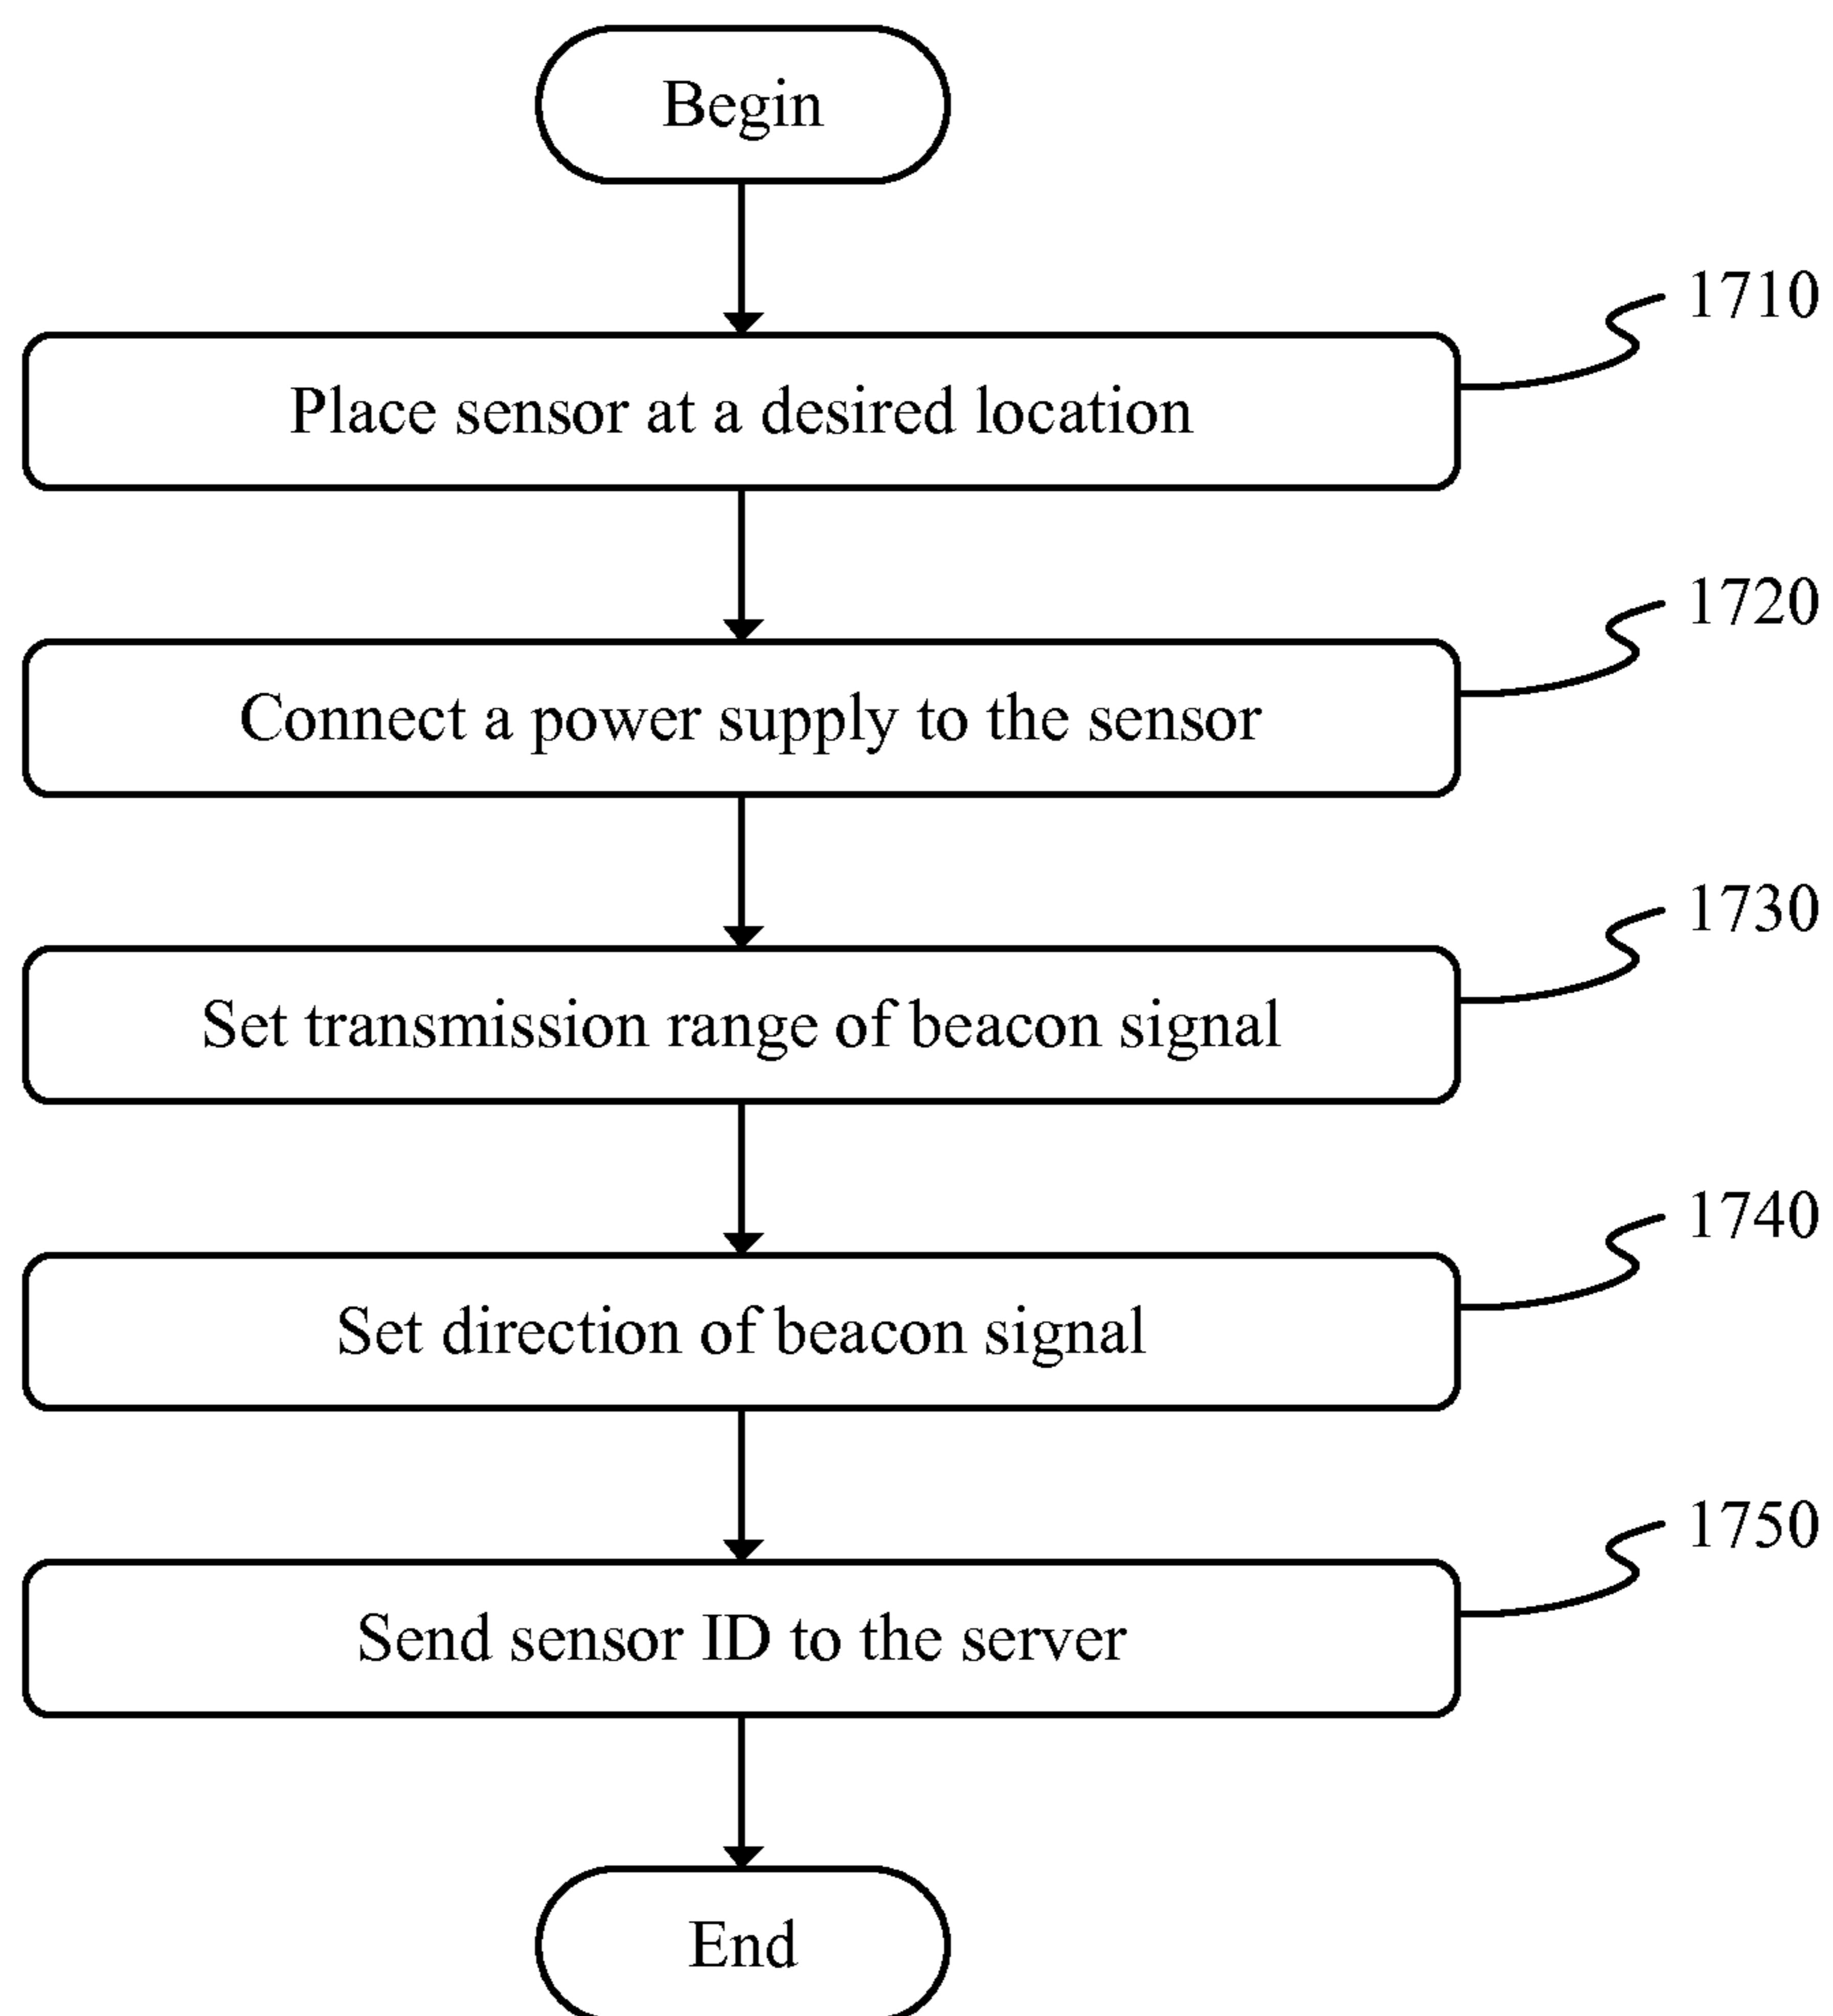 Begin
1710
Place sensor at a desired location
1720
Connect a power supply to the sensor
1730
Set transmission range of beacon signal
1740
Set direction of beacon signal
1750
Send sensor ID to the server
End